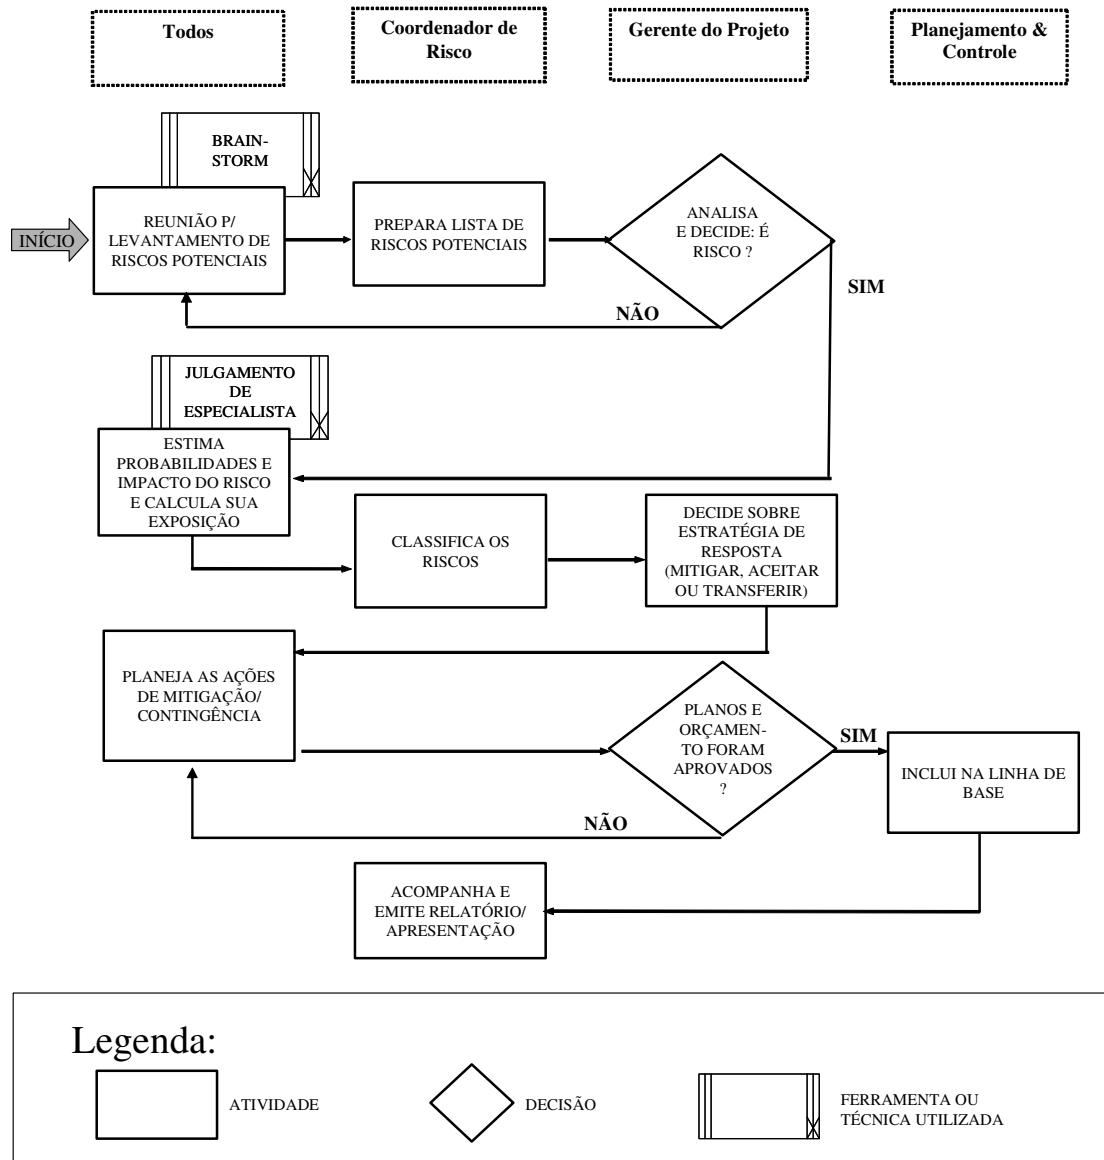 Todos
Coordenador de
Risco
Gerente do Projeto
Planejamento &
Controle
BRAIN-
STORM
INÍCIO
REUNIÃO P/
LEVANTAMENTO DE
RISCOS POTENCIAIS
PREPARA LISTA DE
RISCOS POTENCIAIS
ANALISA
E DECIDE: É
RISCO ?
SIM
NÃO
JULGAMENTO
DE
ESPECIALISTA
ESTIMA
PROBABILIDADES E
IMPACTO DO RISCO
E CALCULA SUA
EXPOSIÇÃO
CLASSIFICA OS
RISCOS
DECIDE SOBRE
ESTRATÉGIA DE
RESPOSTA
(MITIGAR, ACEITAR
OU TRANSFERIR)
PLANEJA AS AÇÕES
DE MITIGAÇÃO/
CONTINGÊNCIA
PLANOS E
ORÇAMEN-
TO FORAM
APROVADOS
?
SIM
INCLUI NA LINHA DE
BASE
NÃO
ACOMPANHA E
EMITE RELATÓRIO/
APRESENTAÇÃO
Legenda:
ATIVIDADE
DECISÃO
FERRAMENTA OU
TÉCNICA UTILIZADA